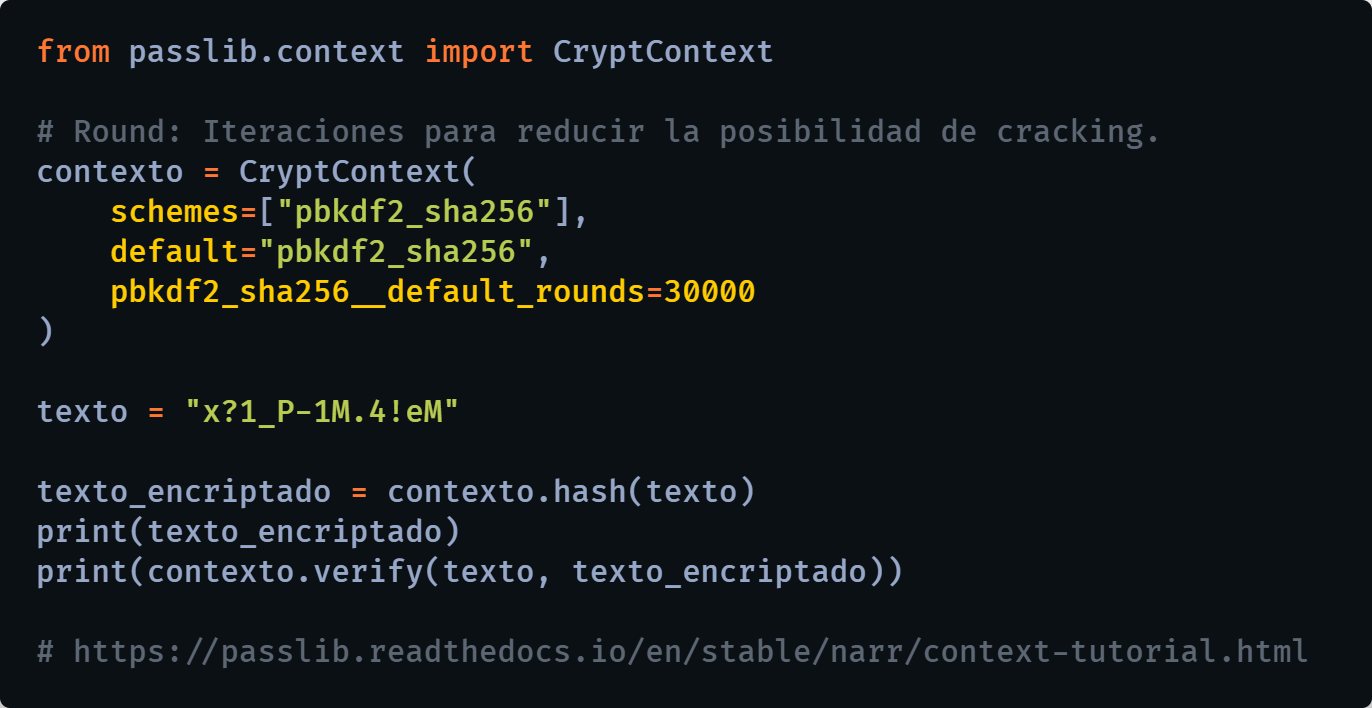 from passlib.context import CryptContext
# Round: Iteraciones para reducir la posibilidad de cracking.
contexto = CryptContext(
    schemes=["pbkdf2_sha256"],
    default="pbkdf2_sha256",
    pbkdf2_sha256__default_rounds=30000
)
texto = "x?1_P-1M.4!eM"
texto_encriptado = contexto.hash(texto)
print(texto_encriptado)
print(contexto.verify(texto, texto_encriptado))
# https://passlib.readthedocs.io/en/stable/narr/context-tutorial.html